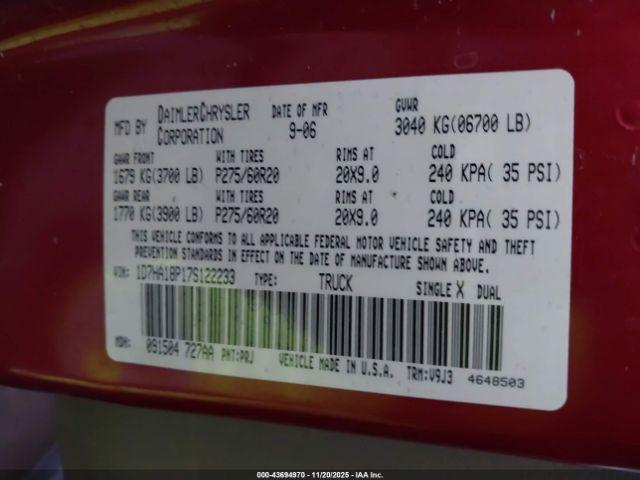 MFD BY DAIMLERCHRYSLER CORPORATION DATE OF MFR 9-06 GVWR 3040 KG(06700 LB)
GAWR FRONT WITH TIRES RIMS AT COLD
1679 KG(3700 LB) P275/60R20 20X9.0 240 KPA( 35 PSI)
GAWR REAR WITH TIRES RIMS AT COLD
1770 KG(3900 LB) P275/60R20 20X9.0 240 KPA( 35 PSI)
THIS VEHICLE CONFORMS TO ALL APPLICABLE FEDERAL MOTOR VEHICLE SAFETY AND THEFT
PREVENTION STANDARDS IN EFFECT ON THE DATE OF MANUFACTURE SHOWN ABOVE.
VIN: 1D7HA18P17S122233 TYPE: TRUCK SINGLE X DUAL
MDH: 091504 727AA PNT:PRJ VEHICLE MADE IN U.S.A. TRM:V9J3 4648503
000-43694970 - 11/20/2025 - IAA Inc.